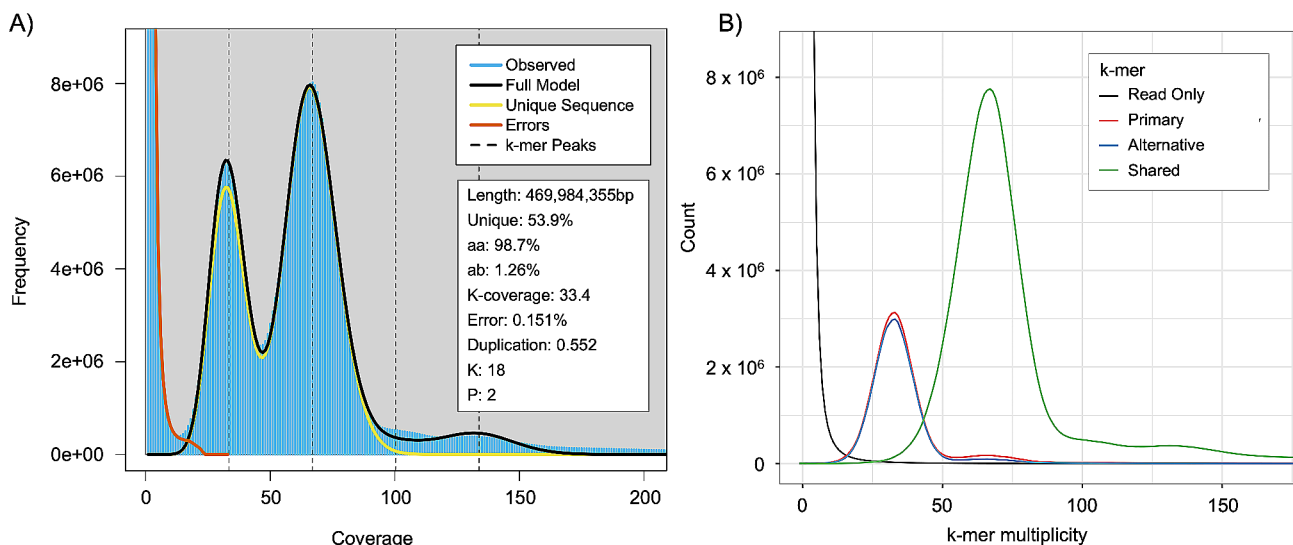 A)
Frequency
8e+06
6e+06
4e+06
2e+06
0e+00
0
50
100
150
200
Coverage
Observed
Full Model
Unique Sequence
Errors
k-mer Peaks
Length: 469,984,355bp
Unique: 53.9%
aa: 98.7%
ab: 1.26%
K-coverage: 33.4
Error: 0.151%
Duplication: 0.552
K: 18
P: 2
B)
Count
8 x 10⁶
6 x 10⁶
4 x 10⁶
2 x 10⁶
0
0
50
100
150
k-mer multiplicity
k-mer
Read Only
Primary
Alternative
Shared